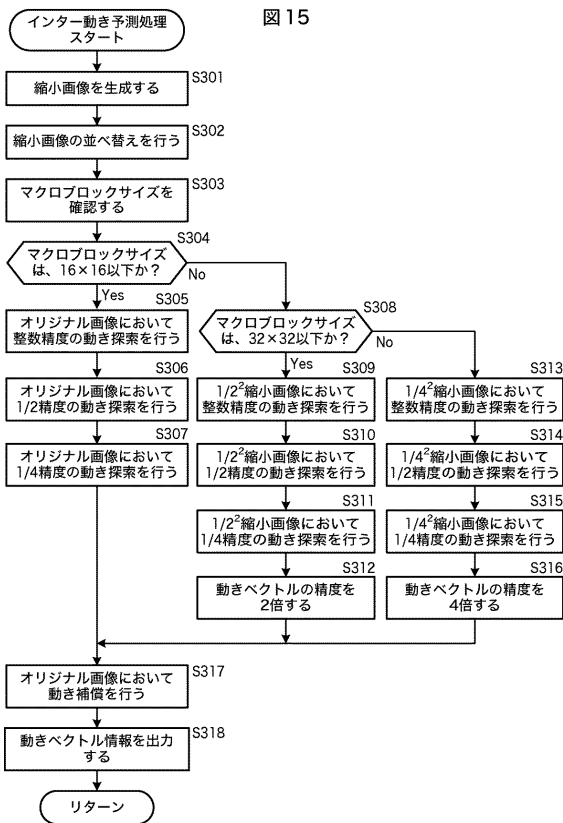 図15
インター動き予測処理
スタート
縮小画像を生成する
S301
縮小画像の並べ替えを行う
S302
マクロブロックサイズを
確認する
S303
マクロブロックサイズ
は、16×16以下か？
S304
No
Yes
オリジナル画像において
整数精度の動き探索を行う
S305
オリジナル画像において
1/2精度の動き探索を行う
S306
オリジナル画像において
1/4精度の動き探索を行う
S307
マクロブロックサイズ
は、32×32以下か？
S308
No
Yes
1/2²縮小画像において
整数精度の動き探索を行う
S309
1/2²縮小画像において
1/2精度の動き探索を行う
S310
1/2²縮小画像において
1/4精度の動き探索を行う
S311
動きベクトルの精度を
2倍する
S312
1/4²縮小画像において
整数精度の動き探索を行う
S313
1/4²縮小画像において
1/2精度の動き探索を行う
S314
1/4²縮小画像において
1/4精度の動き探索を行う
S315
動きベクトルの精度を
4倍する
S316
オリジナル画像において
動き補償を行う
S317
動きベクトル情報を出力
する
S318
リターン